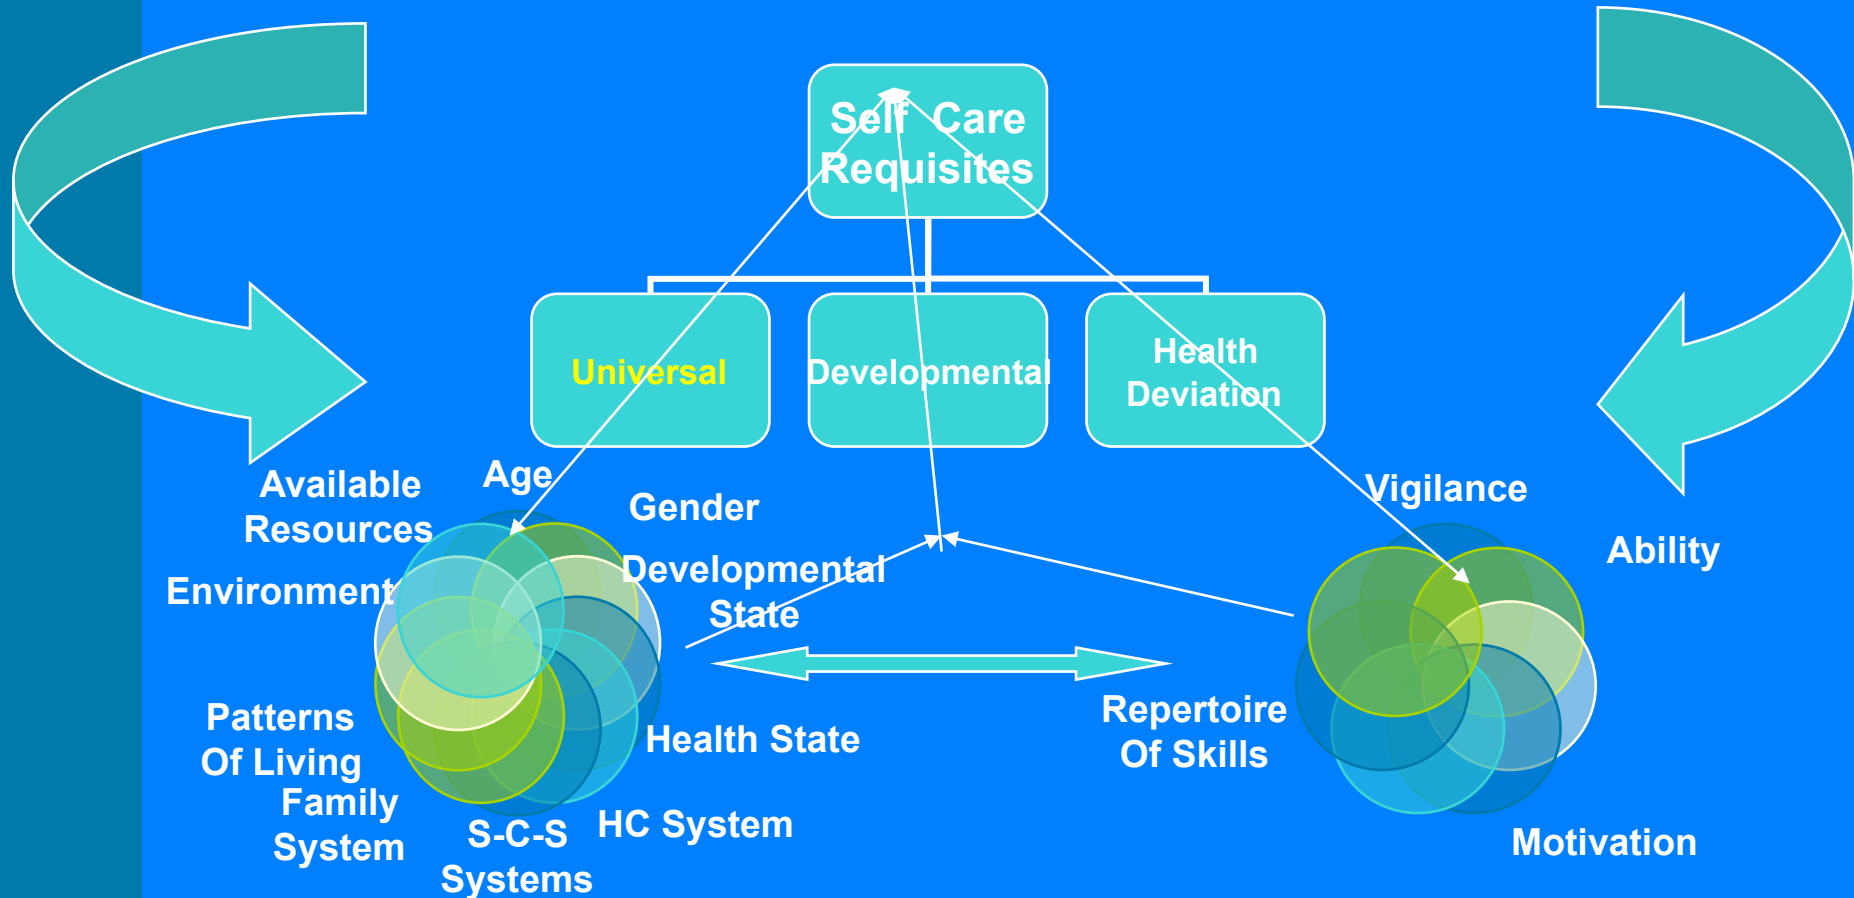 Self Care
Requisites
Universal
Developmental
Health
Deviation
Available
Resources
Age
Gender
Environment
Developmental
State
Patterns
Of Living
Health State
Family
System
S-C-S
Systems
HC System
Vigilance
Ability
Repertoire
Of Skills
Motivation